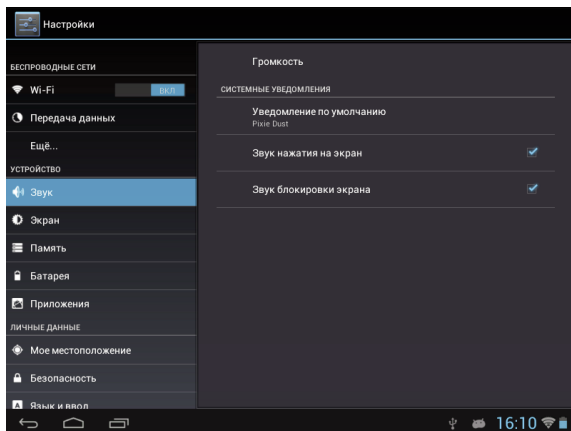 Настройки
БЕСПРОВОДНЫЕ СЕТИ
Wi-Fi
ВКЛ
Передача данных
Ещё...
УСТРОЙСТВО
Звук
Экран
Память
Батарея
Приложения
ЛИЧНЫЕ ДАННЫЕ
Мое местоположение
Безопасность
Язык и ввод
Громкость
СИСТЕМНЫЕ УВЕДОМЛЕНИЯ
Уведомление по умолчанию
Pixie Dust
Звук нажатия на экран
Звук блокировки экрана
16:10